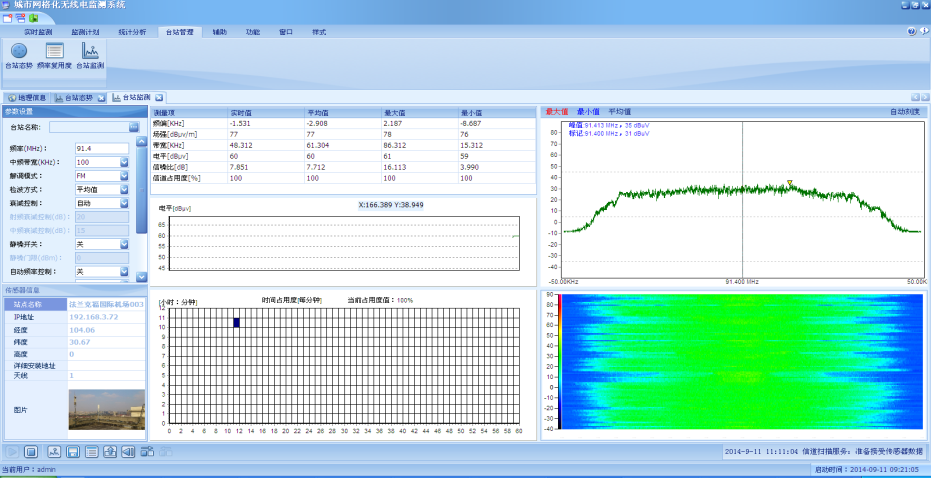 城市网格化无线电监测系统
实时监测 监测计划 统计分析 台站管理 辅助 功能 窗口 样式
台站态势 频率复用度 台站监测
地理信息 台站态势 台站监测
参数设置
台站名称:
频率(MHz): 91.4
中频带宽(KHz): 100
解调模式: FM
检波方式: 平均值
衰减控制: 自动
射频衰减控制(dB): 20
中频衰减控制(dB): 15
静噪开关: 关
静噪门限(dBm): 0
自动频率控制: 关
传感器信息
站点名称 法兰克福国际机场003
IP地址 192.168.3.72
经度 104.06
纬度 30.67
高度 0
详细安装地址
天线 1
图片
测量项 实时值 平均值 最大值 最小值
频偏[KHz] -1.531 -2.908 2.187 -8.687
场强[dBuv/m] 77 77 78 76
带宽[KHz] 48.312 61.304 86.312 15.312
电平[dBuv] 60 60 61 59
信噪比[dB] 7.851 7.712 16.113 3.990
信道占用度[%] 100 100 100 100
电平[dBuv] X:166.389 Y:38.949
65
60
55
50
45
[小时：分钟] 时间占用度[每分钟] 当前占用度值：100%
12
11
10
9
8
7
6
5
4
3
2
1
0
0 2 4 6 8 10 12 14 16 18 20 22 24 26 28 30 32 34 36 38 40 42 44 46 48 50 52 54 56 58 60
最大值 最小值 平均值 自动刻度
峰值:91.413 MHz, 35 dBuV
标记:91.400 MHz, 31 dBuV
80
70
60
50
40
30
20
10
0
-10
-20
-30
-40
-50.00KHz 91.400 MHz 50.00K
90
80
70
60
50
40
30
20
10
0
-10
-20
-30
-40
2014-9-11 11:11:04 信道扫描服务: 准备接受传感器数据
当前用户：admin 启动时间：2014-09-11 09:21:05